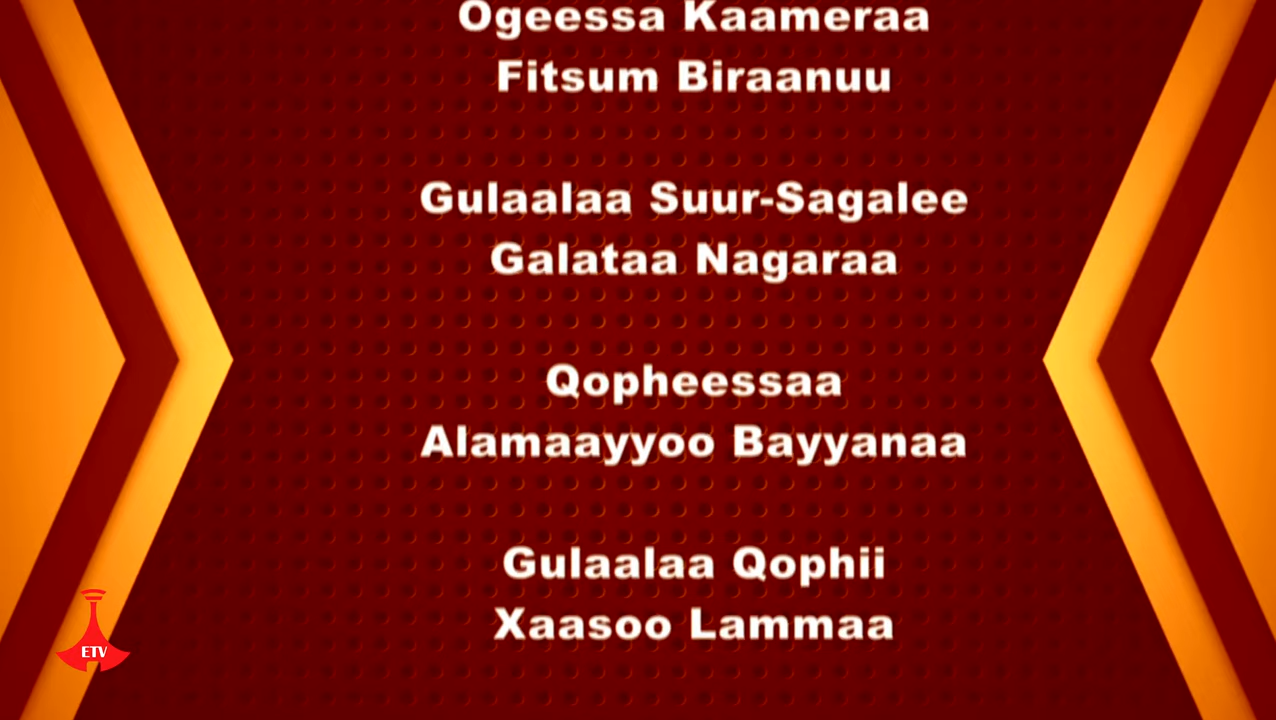 Ogeessa Kaameraa
Fitsum Biraanuu
Gulaalaa Suur-Sagalee
Galataa Nagaraa
Qopheessaa
Alamaayyoo Bayyanaa
Gulaalaa Qophii
Xaasoo Lammaa
ETV